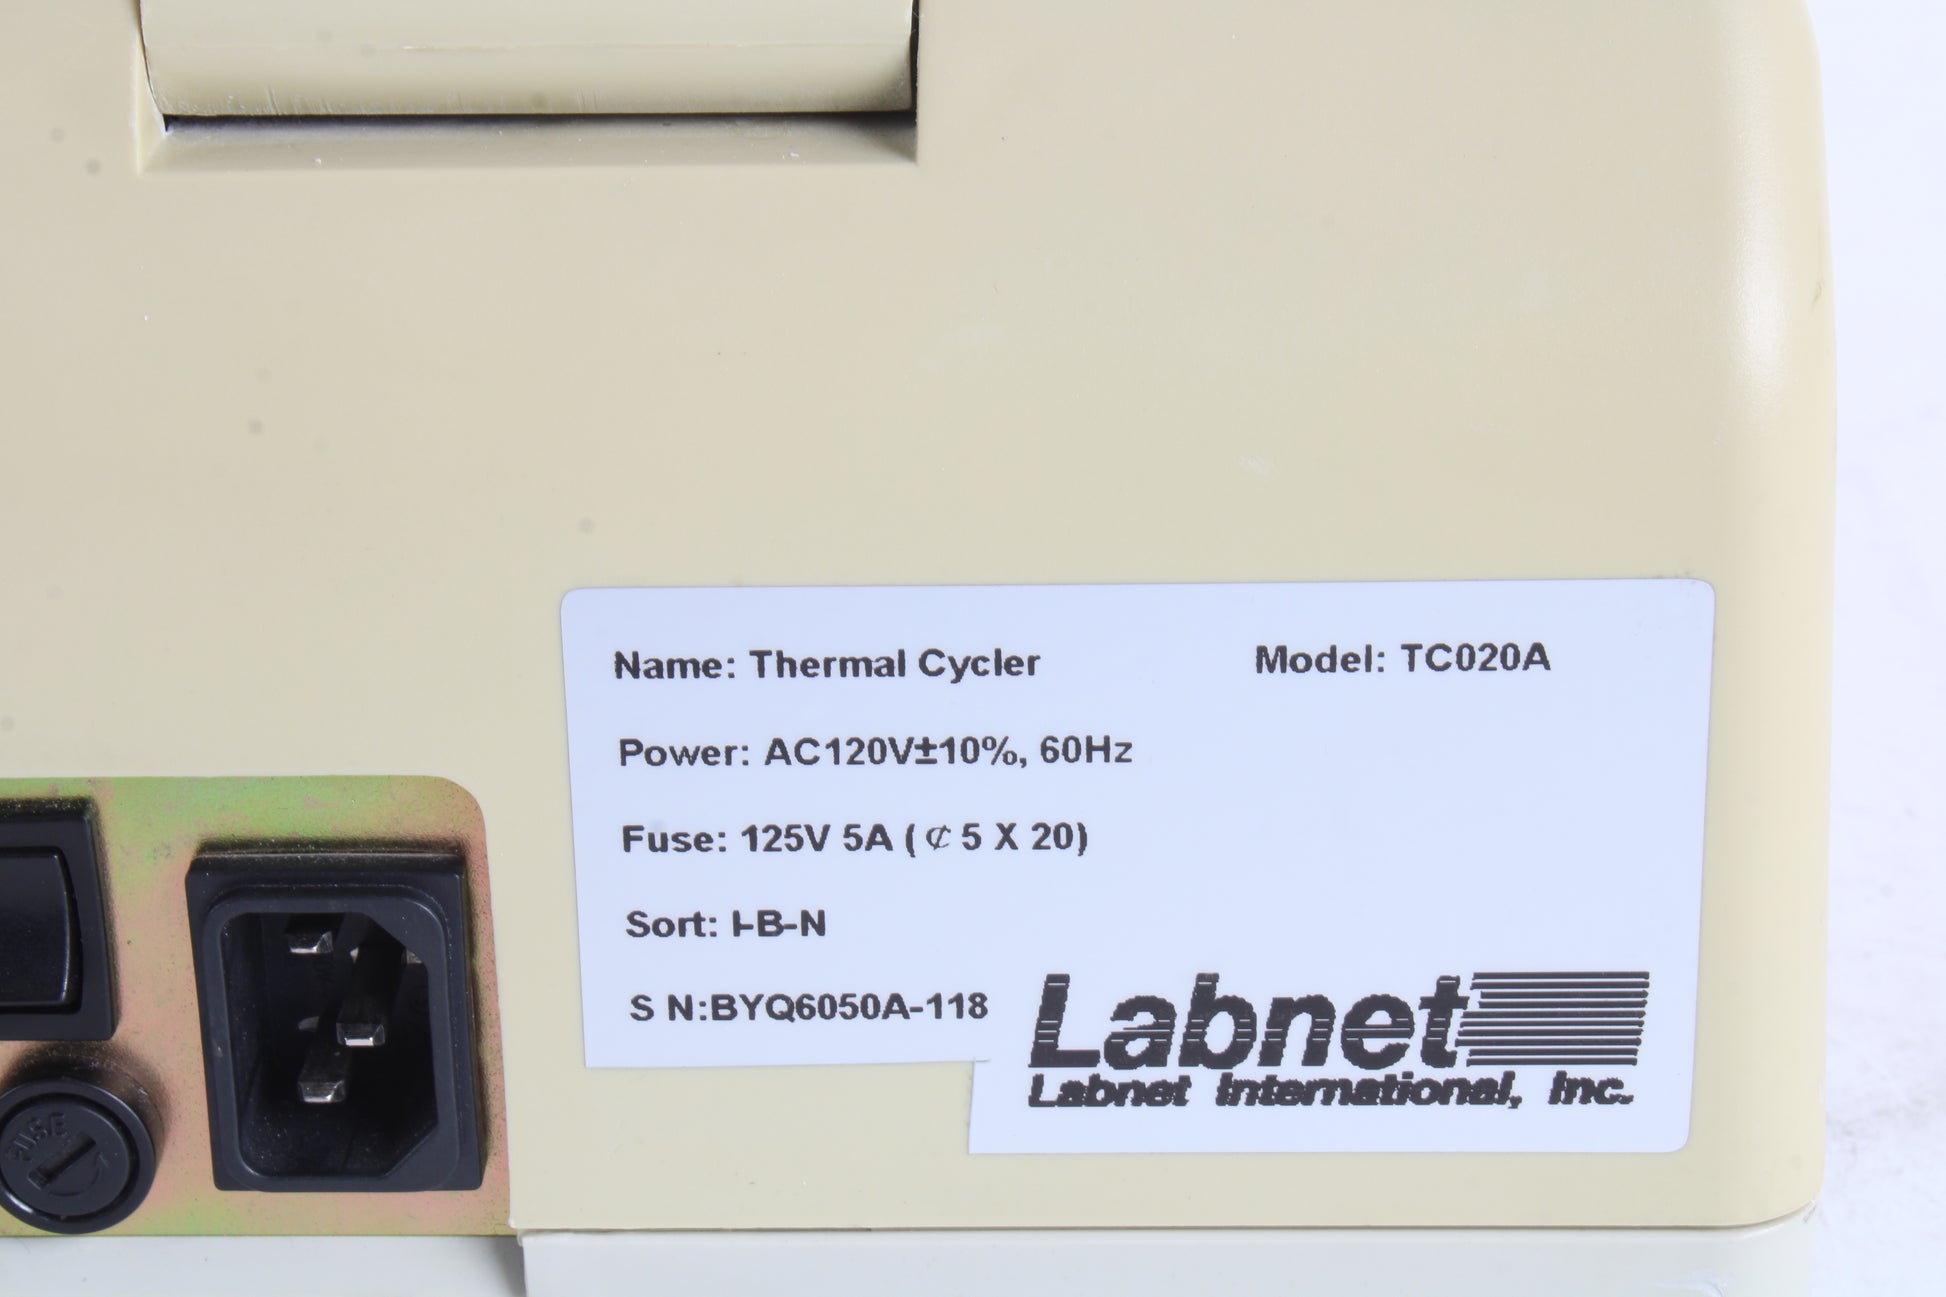 Name: Thermal Cycler Model: TC020A
Power: AC120V±10%, 60Hz
Fuse: 125V 5A ( ₵ 5 X 20)
Sort: I-B-N
S N:BYQ6050A-118
Labnet
Labnet International, Inc.
FUSE